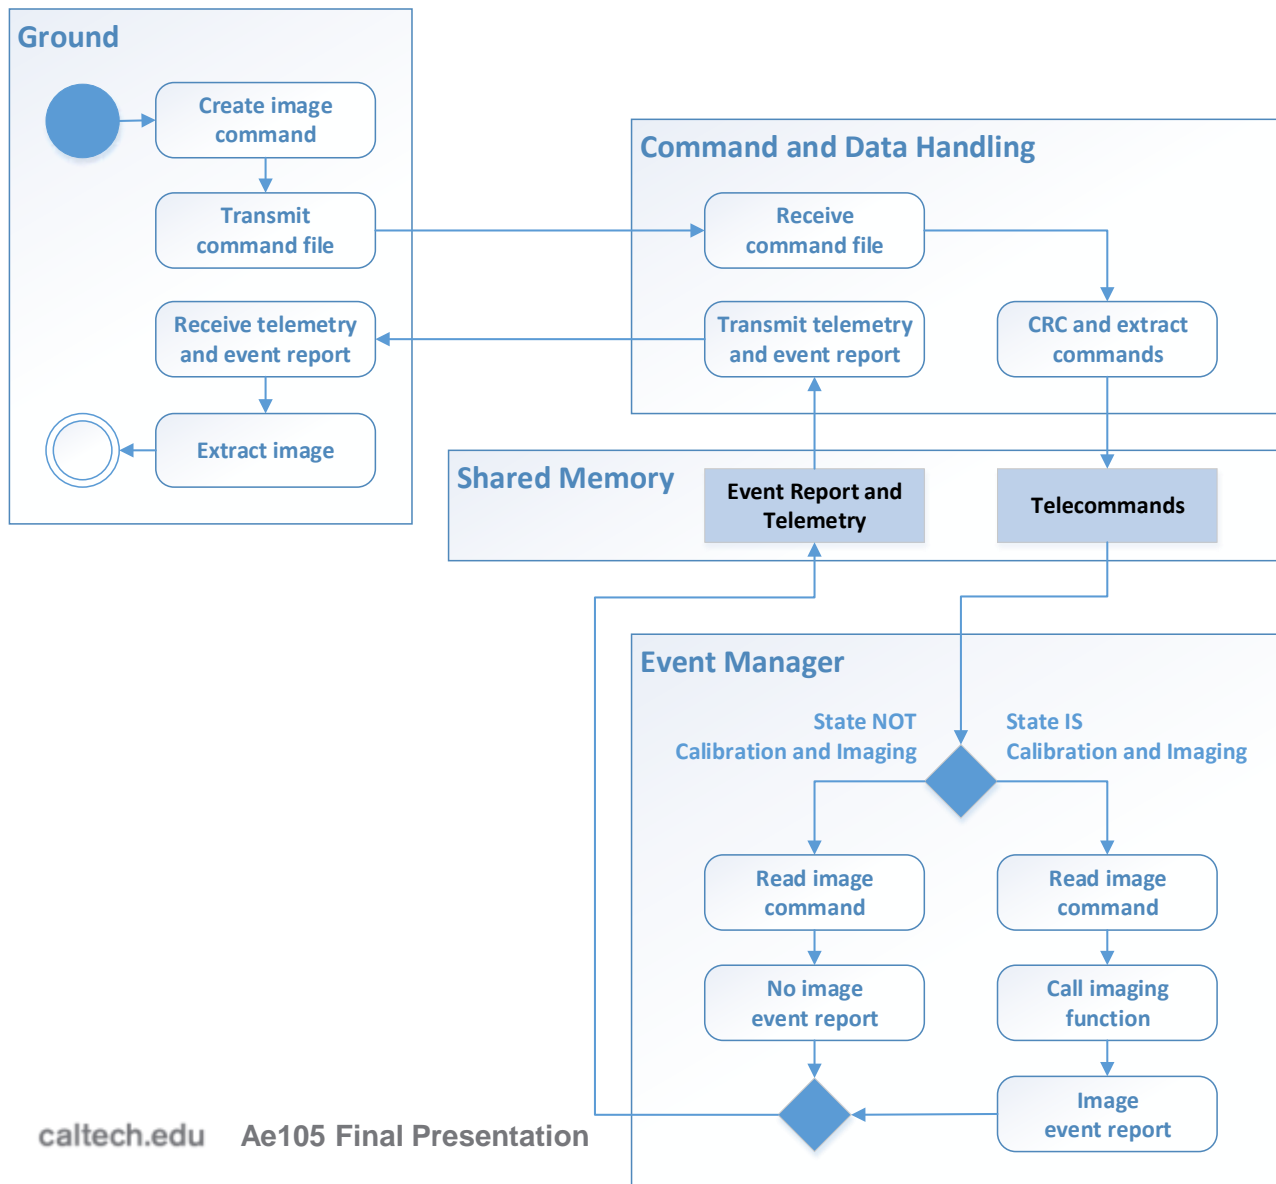 Ground
Create image
command
Transmit
command file
Receive telemetry
and event report
Extract image
Command and Data Handling
Receive
command file
Transmit telemetry
and event report
CRC and extract
commands
Shared Memory
Event Report and
Telemetry
Telecommands
Event Manager
State NOT
Calibration and Imaging
State IS
Calibration and Imaging
Read image
command
Read image
command
No image
event report
Call imaging
function
Image
event report
caltech.edu Ae105 Final Presentation